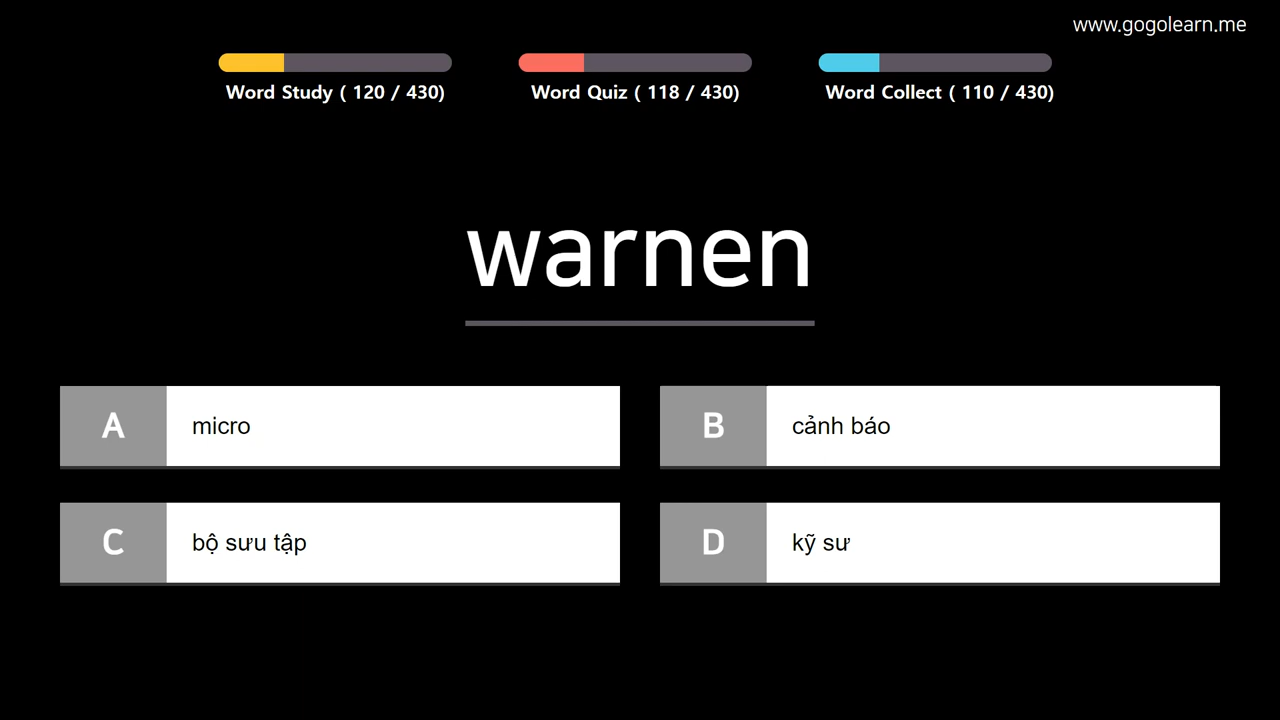 www.gogolearn.me
Word Study ( 120 / 430)
Word Quiz ( 118 / 430)
Word Collect ( 110 / 430)
warnen
A micro
B cảnh báo
C bộ sưu tập
D kỹ sư